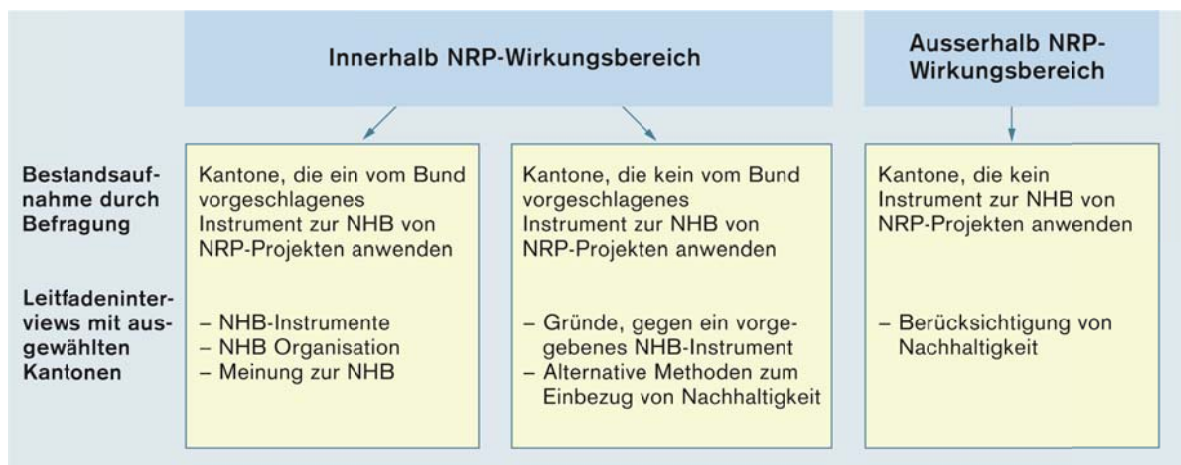 Innerhalb NRP-Wirkungsbereich
Ausserhalb NRP-
Wirkungsbereich
Bestandsauf-
nahme durch
Befragung
Kantone, die ein vom Bund
vorgeschlagenes
Instrument zur NHB von
NRP-Projekten anwenden
Kantone, die kein vom Bund
vorgeschlagenes
Instrument zur NHB von
NRP-Projekten anwenden
Kantone, die kein
Instrument zur NHB von
NRP-Projekten anwenden
Leitfadeninter-
views mit aus-
gewählten
Kantonen
– NHB-Instrumente
– NHB Organisation
– Meinung zur NHB
– Gründe, gegen ein vorge-
gebenes NHB-Instrument
– Alternative Methoden zum
Einbezug von Nachhaltigkeit
– Berücksichtigung von
Nachhaltigkeit